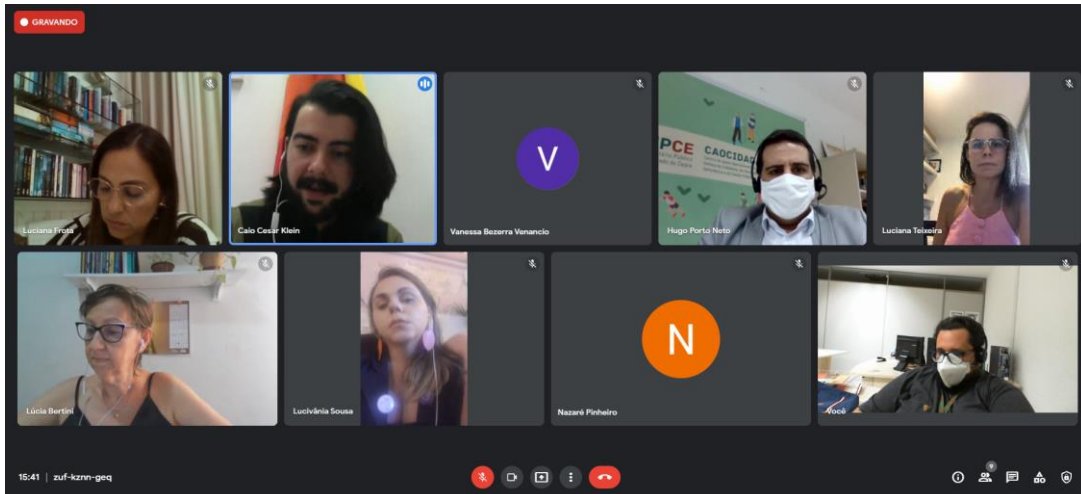 GRAVANDO
Luciana Frota
Caio Cesar Klein
V
Vanessa Bezerra Venancio
PCE
CAOCIDAD
Hugo Porto Neto
Luciana Teixeira
Lúcia Bertini
Lucivânia Sousa
N
Nazaré Pinheiro
Você
15:41 | zuf-kznn-geq
9